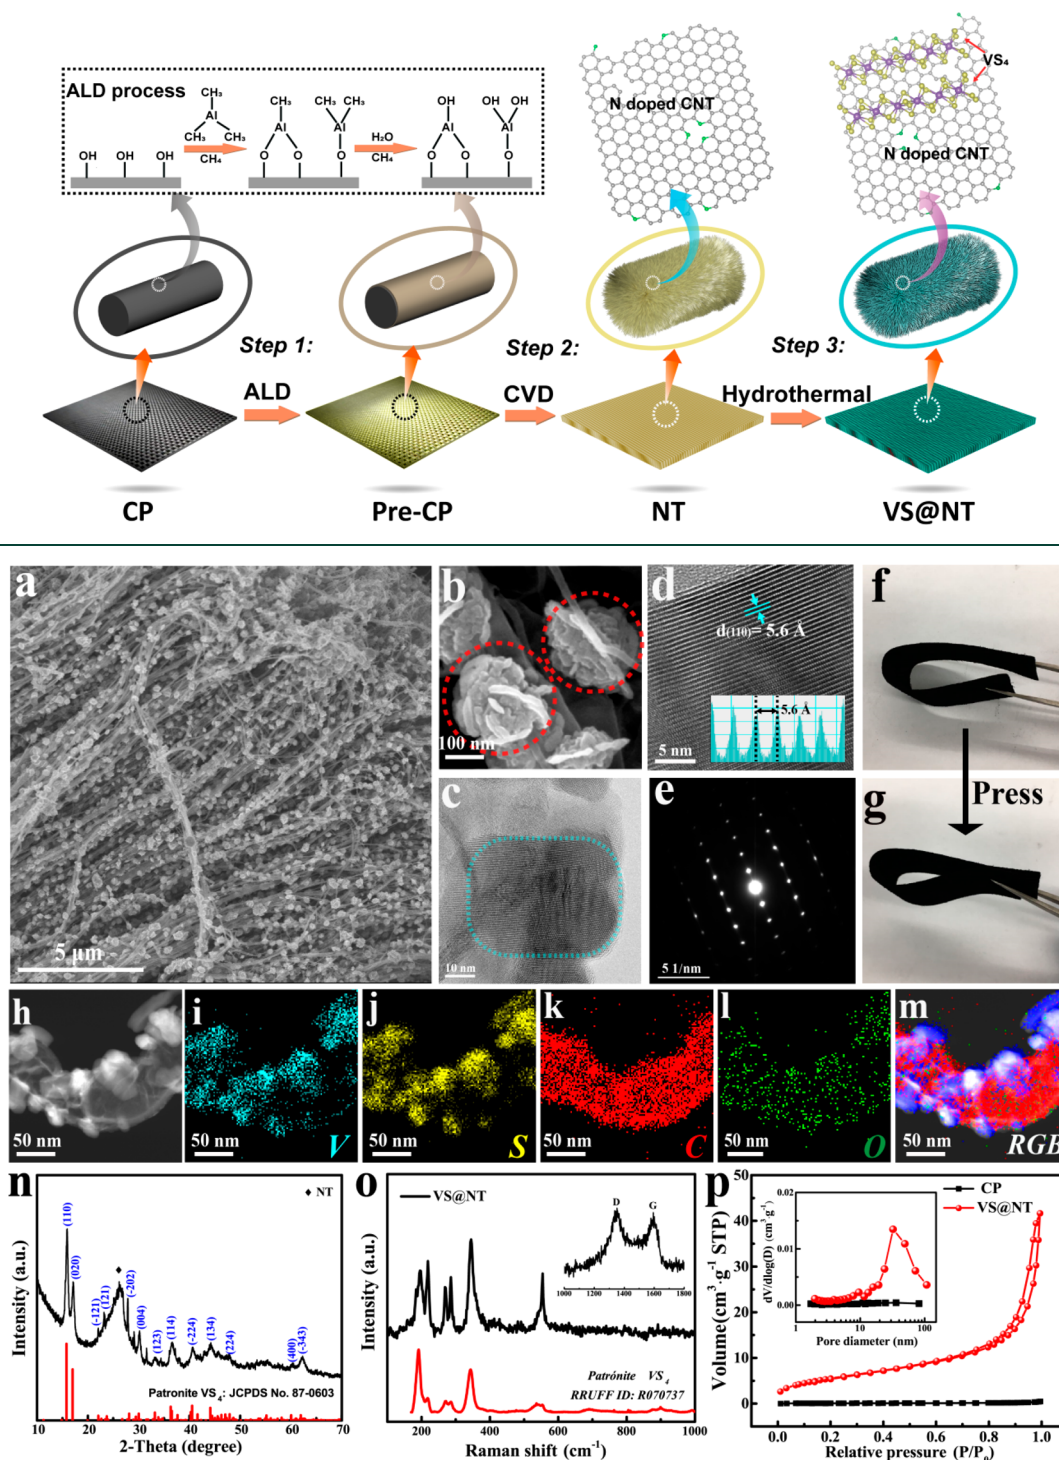 ALD process
CH₃
Al
CH₃ CH₃
CH₄
OH OH OH
CH₃
Al
O O
CH₃ CH₃
Al
O
H₂O
CH₄
OH
Al
O O
OH OH
Al
O
N doped CNT
VS₄
N doped CNT
Step 1:
ALD
Step 2:
CVD
Step 3:
Hydrothermal
CP
Pre-CP
NT
VS@NT
a
5 μm
b
100 nm
c
10 nm
d
d(110)= 5.6 Å
5.6 Å
5 nm
e
5 1/nm
f
Press
g
h
50 nm
i
50 nm
V
j
50 nm
S
k
50 nm
C
l
50 nm
O
m
50 nm
RGB
n
♦ NT
Intensity (a.u.)
(110)
(020)
(-121)
(121)
♦
(-202)
(004)
(123)
(114)
(-224)
(134)
(224)
(400)
(-343)
Patronite VS₄: JCPDS No. 87-0603
10 20 30 40 50 60 70
2-Theta (degree)
o
VS@NT
Intensity (a.u.)
D G
1000 1200 1400 1600 1800
Patrónite VS₄
RRUFF ID: R070737
200 400 600 800 1000
Raman shift (cm⁻¹)
p
CP
VS@NT
Volume(cm³·g⁻¹ STP)
50
40
30
20
10
0
dV/dlog(D) (cm³ g⁻¹)
0.02
0.01
0.00
1 10 100
Pore diameter (nm)
0.0 0.2 0.4 0.6 0.8 1.0
Relative pressure (P/P₀)